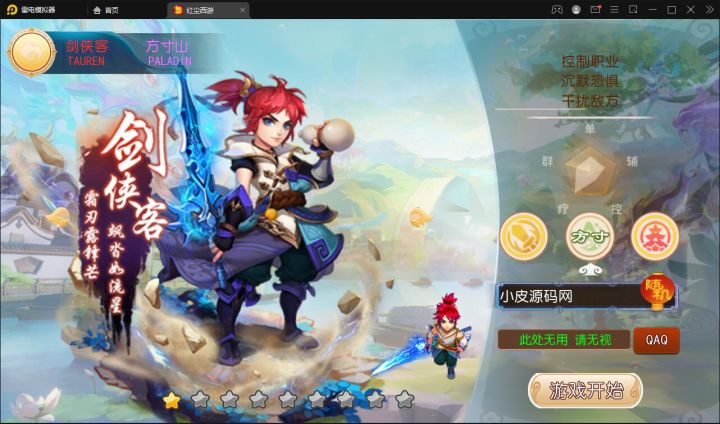 雷电模拟器
首页
红尘西游
剑侠客
方寸山
TAUREN
PALADIN
剑侠客
霜刃露锋芒
飒沓如流星
控制职业
沉默恐惧
干扰敌方
单
群
辅
疗
控
方寸
小皮源码网
随机
此处无用 请无视
QAQ
游戏开始